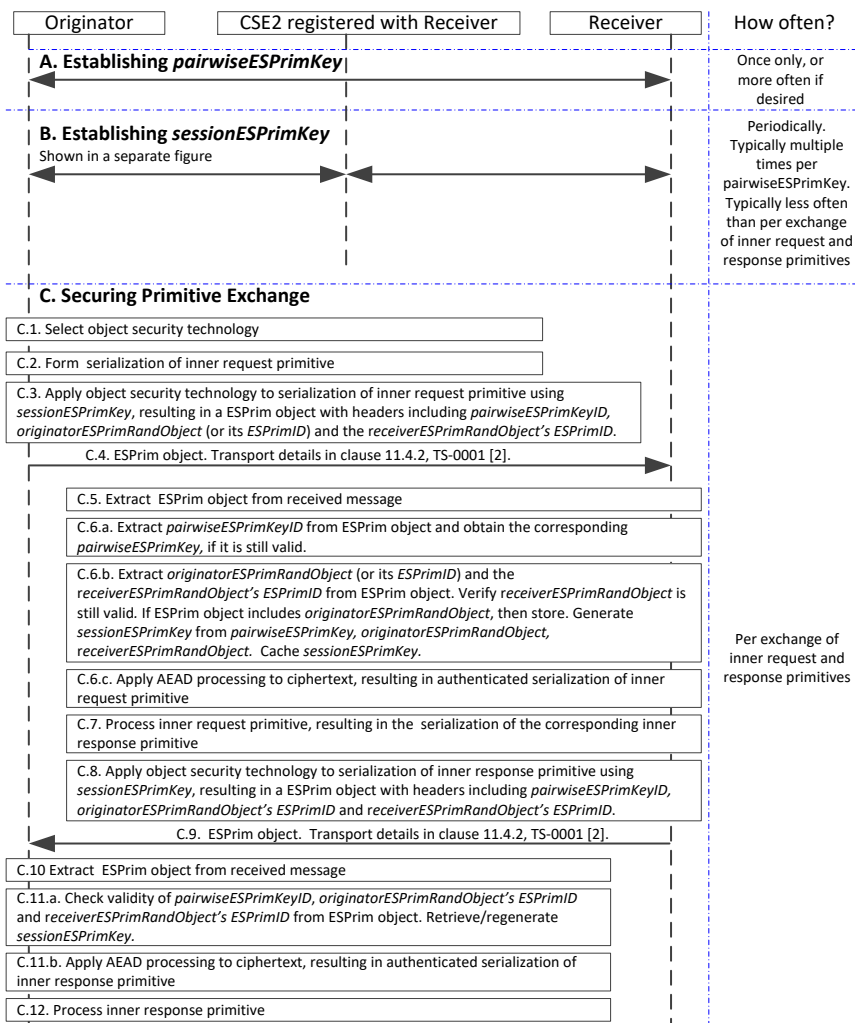 Originator
CSE2 registered with Receiver
Receiver
How often?
A. Establishing pairwiseESPrimKey
Once only, or
more often if
desired
B. Establishing sessionESPrimKey
Shown in a separate figure
Periodically.
Typically multiple
times per
pairwiseESPrimKey.
Typically less often
than per exchange
of inner request and
response primitives
C. Securing Primitive Exchange
C.1. Select object security technology
C.2. Form serialization of inner request primitive
C.3. Apply object security technology to serialization of inner request primitive using
sessionESPrimKey, resulting in a ESPrim object with headers including pairwiseESPrimKeyID,
originatorESPrimRandObject (or its ESPrimID) and the receiverESPrimRandObject's ESPrimID.
C.4. ESPrim object. Transport details in clause 11.4.2, TS-0001 [2].
C.5. Extract ESPrim object from received message
C.6.a. Extract pairwiseESPrimKeyID from ESPrim object and obtain the corresponding
pairwiseESPrimKey, if it is still valid.
C.6.b. Extract originatorESPrimRandObject (or its ESPrimID) and the
receiverESPrimRandObject's ESPrimID from ESPrim object. Verify receiverESPrimRandObject is
still valid. If ESPrim object includes originatorESPrimRandObject, then store. Generate
sessionESPrimKey from pairwiseESPrimKey, originatorESPrimRandObject,
receiverESPrimRandObject. Cache sessionESPrimKey.
Per exchange of
inner request and
response primitives
C.6.c. Apply AEAD processing to ciphertext, resulting in authenticated serialization of inner
request primitive
C.7. Process inner request primitive, resulting in the serialization of the corresponding inner
response primitive
C.8. Apply object security technology to serialization of inner response primitive using
sessionESPrimKey, resulting in a ESPrim object with headers including pairwiseESPrimKeyID,
originatorESPrimRandObject's ESPrimID and receiverESPrimRandObject's ESPrimID.
C.9. ESPrim object. Transport details in clause 11.4.2, TS-0001 [2].
C.10 Extract ESPrim object from received message
C.11.a. Check validity of pairwiseESPrimKeyID, originatorESPrimRandObject's ESPrimID
and receiverESPrimRandObject's ESPrimID from ESPrim object. Retrieve/regenerate
sessionESPrimKey.
C.11.b. Apply AEAD processing to ciphertext, resulting in authenticated serialization of
inner response primitive
C.12. Process inner response primitive